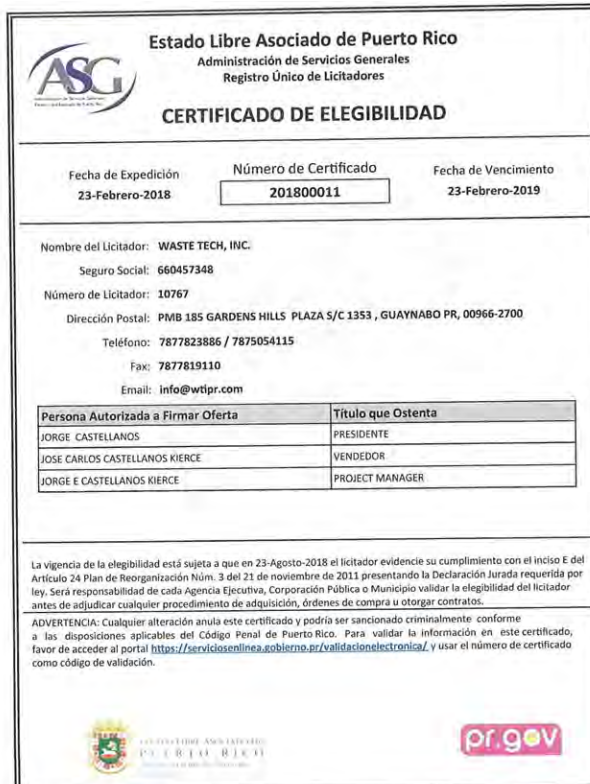 Estado Libre Asociado de Puerto Rico
Administración de Servicios Generales
Registro Único de Licitadores
ASG
CERTIFICADO DE ELEGIBILIDAD
Fecha de Expedición
23-Febrero-2018
Número de Certificado
201800011
Fecha de Vencimiento
23-Febrero-2019
Nombre del Licitador: WASTE TECH, INC.
Seguro Social: 660457348
Número de Licitador: 10767
Dirección Postal: PMB 185 GARDENS HILLS PLAZA S/C 1353 , GUAYNABO PR, 00966-2700
Teléfono: 7877823886 / 7875054115
Fax: 7877819110
Email: info@wtipr.com
Persona Autorizada a Firmar Oferta Título que Ostenta
JORGE CASTELLANOS PRESIDENTE
JOSE CARLOS CASTELLANOS KIERCE VENDEDOR
JORGE E CASTELLANOS KIERCE PROJECT MANAGER
La vigencia de la elegibilidad está sujeta a que en 23-Agosto-2018 el licitador evidencie su cumplimiento con el inciso E del
Artículo 24 Plan de Reorganización Núm. 3 del 21 de noviembre de 2011 presentando la Declaración Jurada requerida por
ley. Será responsabilidad de cada Agencia Ejecutiva, Corporación Pública o Municipio validar la elegibilidad del licitador
antes de adjudicar cualquier procedimiento de adquisición, órdenes de compra u otorgar contratos.
ADVERTENCIA: Cualquier alteración anula este certificado y podría ser sancionado criminalmente conforme
a las disposiciones aplicables del Código Penal de Puerto Rico. Para validar la información en este certificado,
favor de acceder al portal https://serviciosenlinea.gobierno.pr/validacionelectronica/ y usar el número de certificado
como código de validación.
PUERTO RICO
pr.gov